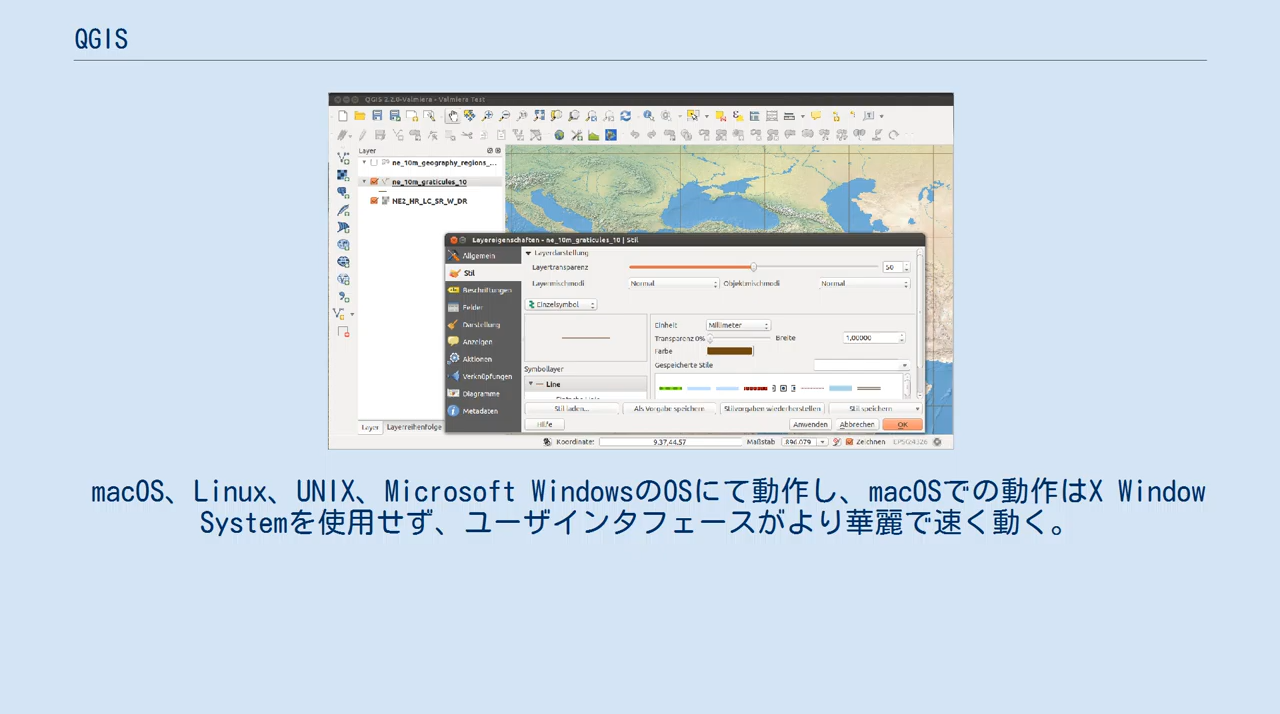 QGIS
QGIS 2.2.0-Valmiera - Valmiera Test
Layer
ne_10m_geography_regions_...
ne_10m_graticules_10
NE2_HR_LC_SR_W_DR
Layereigenschaften - ne_10m_graticules_10 | Stil
Allgemein
Stil
Beschriftungen
Felder
Darstellung
Anzeigen
Aktionen
Verknüpfungen
Diagramme
Metadaten
Layerdarstellung
Layertransparenz
50
Layermischmodi
Normal
Objektmischmodi
Normal
Einzelsymbol
Einheit
Millimeter
Transparenz 0%
Breite
1,00000
Farbe
Gespeicherte Stile
Symbollayer
Line
Stil laden...
Als Vorgabe speichern
Stilvorgaben wiederherstellen
Stil speichern
Hilfe
Anwenden
Abbrechen
OK
Layer
Layerreihenfolge
Koordinate:
9.37,44.57
Maßstab
Zeichnen
EPSG:4326
macOS、Linux、UNIX、Microsoft WindowsのOSにて動作し、macOSでの動作はX Window
Systemを使用せず、ユーザインタフェースがより華麗で速く動く。